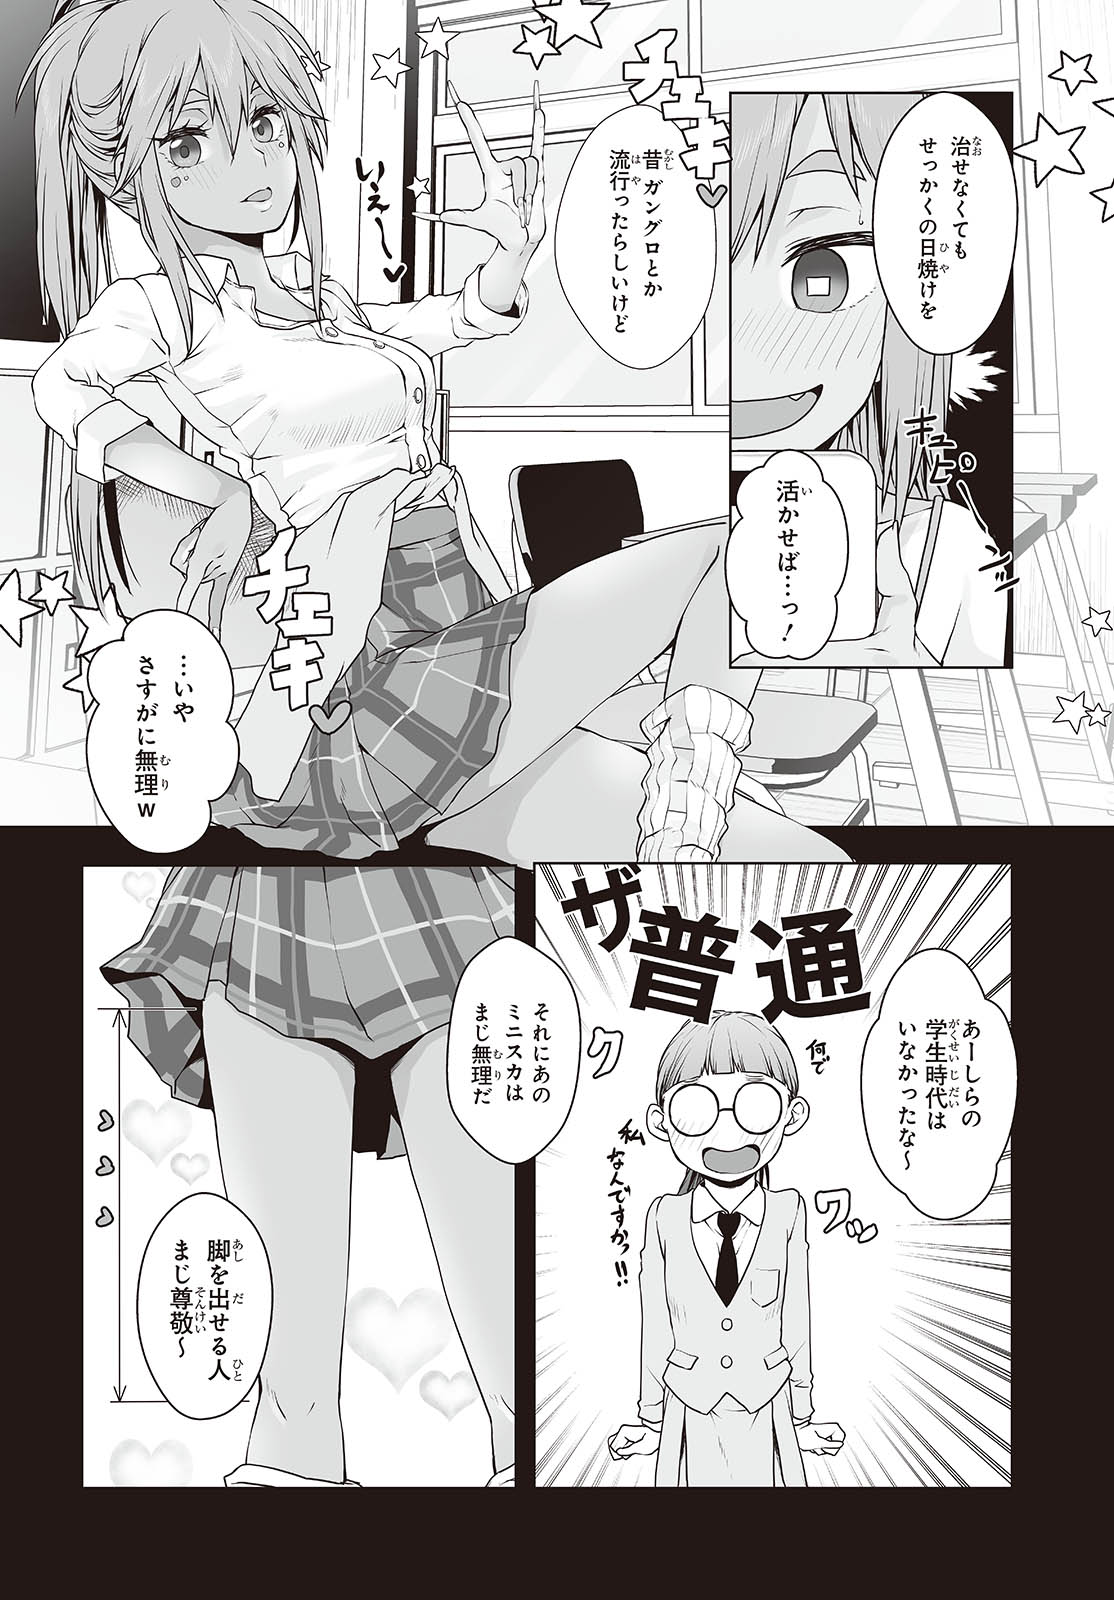 せっかくの日焼けを
治せなくても
キュピーンッ
活かせば…っ!
チェキ
昔ガングロとか
流行ったらしいけど
いえ〜
チェキ
…いや
さすがに無理w
あーしらの
学生時代は
いなかったな〜
ザ普通
何で
私なんですかっ!!
ワッ
ク
それにあの
ミニスカは
まじ無理だ
脚を出せる人
まじ尊敬〜